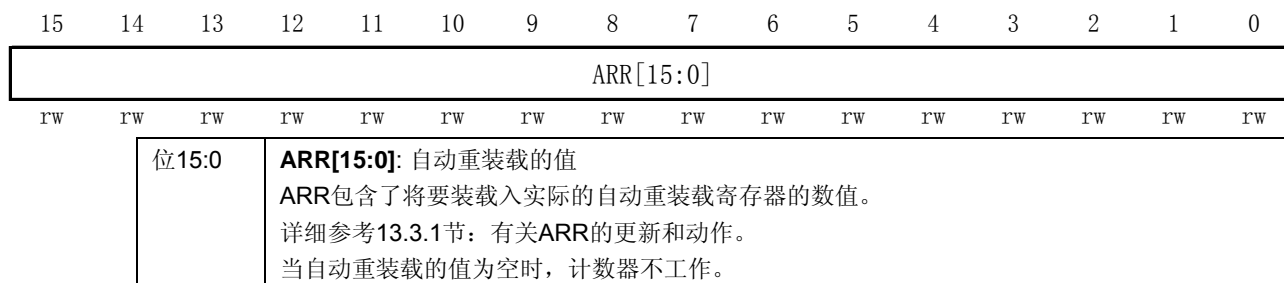 15 14 13 12 11 10 9 8 7 6 5 4 3 2 1 0
ARR[15:0]
rw rw rw rw rw rw rw rw rw rw rw rw rw rw rw rw
位15:0 ARR[15:0]: 自动重装载的值
ARR包含了将要装载入实际的自动重装载寄存器的数值。
详细参考13.3.1节：有关ARR的更新和动作。
当自动重装载的值为空时，计数器不工作。